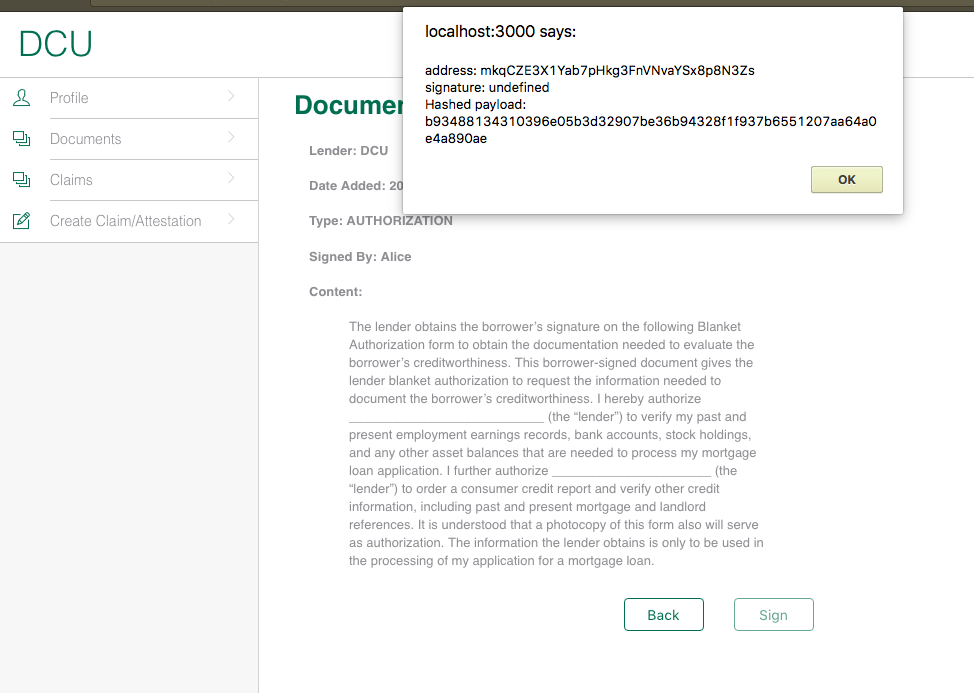 DCU
localhost:3000 says:
address: mkqCZE3X1Yab7pHkg3FnVNvaYSx8p8N3Zs
signature: undefined
Hashed payload:
b93488134310396e05b3d32907be36b94328f1f937b6551207aa64a0
e4a890ae
OK
Profile
Documents
Claims
Create Claim/Attestation
Lender: DCU
Date Added: 20
Type: AUTHORIZATION
Signed By: Alice
Content:
The lender obtains the borrower’s signature on the following Blanket
Authorization form to obtain the documentation needed to evaluate the
borrower’s creditworthiness. This borrower-signed document gives the
lender blanket authorization to request the information needed to
document the borrower’s creditworthiness. I hereby authorize
___________________________ (the “lender”) to verify my past and
present employment earnings records, bank accounts, stock holdings,
and any other asset balances that are needed to process my mortgage
loan application. I further authorize ______________________ (the
“lender”) to order a consumer credit report and verify other credit
information, including past and present mortgage and landlord
references. It is understood that a photocopy of this form also will serve
as authorization. The information the lender obtains is only to be used in
the processing of my application for a mortgage loan.
Back
Sign